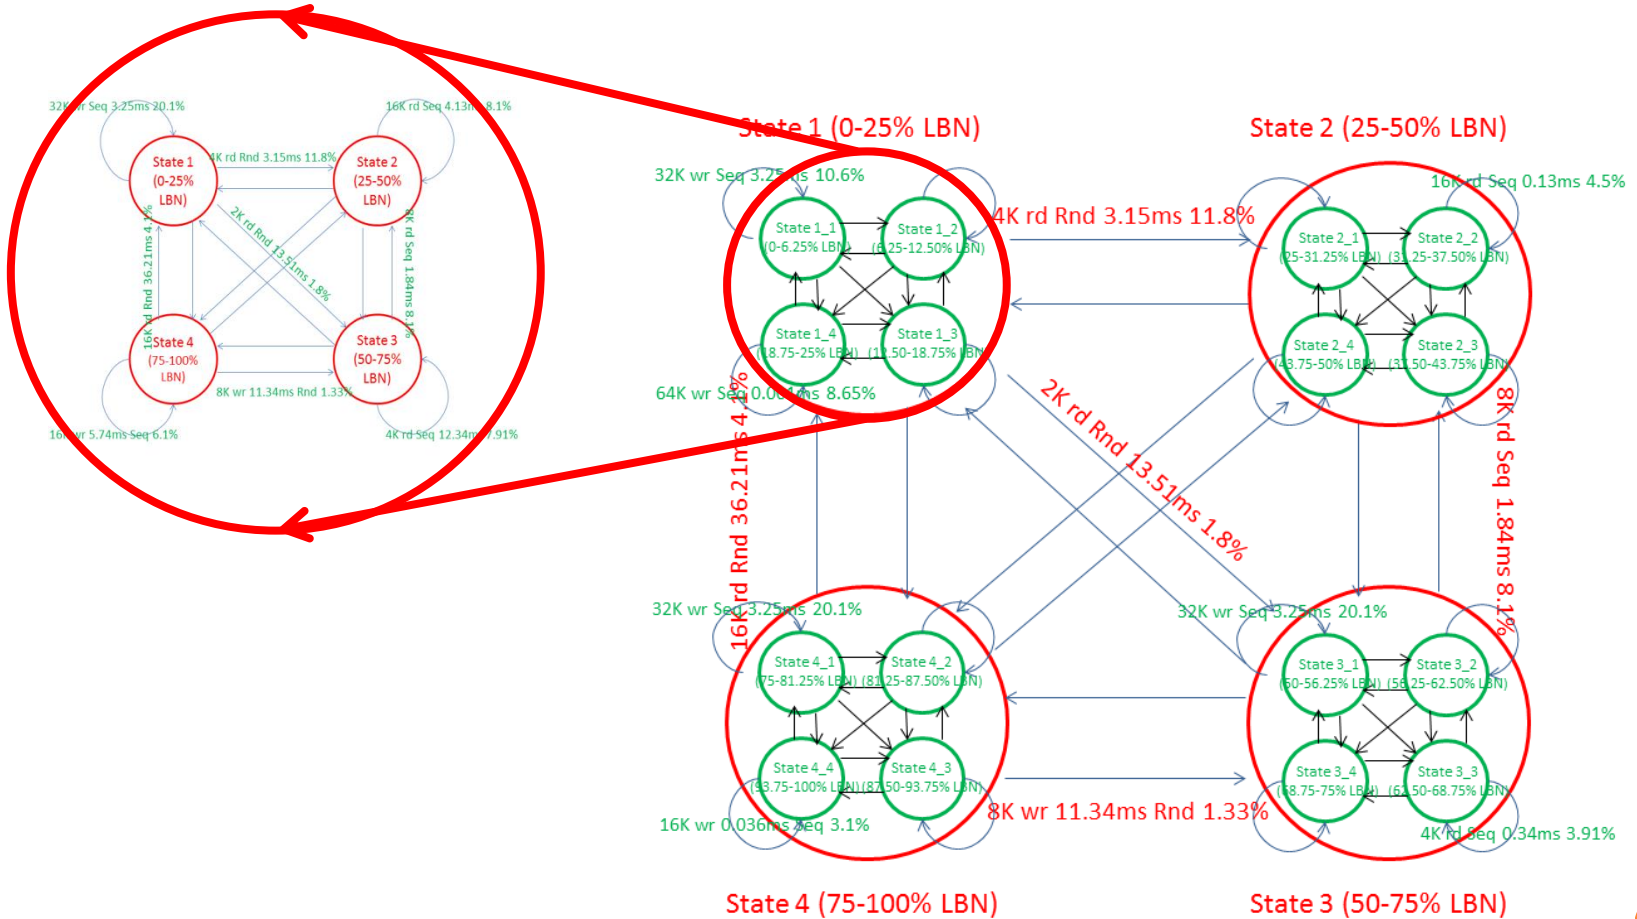 32K wr Seq 3.25ms 20.1%
16K rd Seq 4.13ms 8.1%
State 1
(0-25%
LBN)
4K rd Rnd 3.15ms 11.8%
State 2
(25-50%
LBN)
2K rd Rnd 13.51ms 1.8%
16K rd Rnd 36.21ms 4.1%
8K rd Seq 1.84ms 8.1%
State 4
(75-100%
LBN)
State 3
(50-75%
LBN)
8K wr 11.34ms Rnd 1.33%
16K wr 5.74ms Seq 6.1%
4K rd Seq 12.34ms 7.91%
State 1 (0-25% LBN)
State 2 (25-50% LBN)
32K wr Seq 3.25ms 10.6%
State 1_1
(0-6.25% LBN)
State 1_2
(6.25-12.50% LBN)
State 1_4
(18.75-25% LBN)
State 1_3
(12.50-18.75% LBN)
64K wr Seq 0.001ms 8.65%
4K rd Rnd 3.15ms 11.8%
16K rd Seq 0.13ms 4.5%
State 2_1
(25-31.25% LBN)
State 2_2
(31.25-37.50% LBN)
State 2_4
(43.75-50% LBN)
State 2_3
(37.50-43.75% LBN)
2K rd Rnd 13.51ms 1.8%
16K rd Rnd 36.21ms 4.1%
8K rd Seq 1.84ms 8.1%
32K wr Seq 3.25ms 20.1%
State 4_1
(75-81.25% LBN)
State 4_2
(81.25-87.50% LBN)
State 4_4
(93.75-100% LBN)
State 4_3
(87.50-93.75% LBN)
16K wr 0.036ms Seq 3.1%
8K wr 11.34ms Rnd 1.33%
32K wr Seq 3.25ms 20.1%
State 3_1
(50-56.25% LBN)
State 3_2
(56.25-62.50% LBN)
State 3_4
(68.75-75% LBN)
State 3_3
(62.50-68.75% LBN)
4K rd Seq 0.34ms 3.91%
State 4 (75-100% LBN)
State 3 (50-75% LBN)